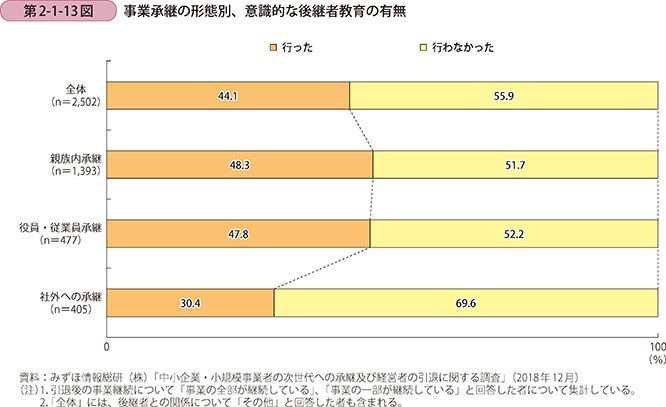 第2-1-13図 事業承継の形態別、意識的な後継者教育の有無
行った 行わなかった
全体
(n=2,502)
44.1 55.9
親族内承継
(n=1,393)
48.3 51.7
役員・従業員承継
(n=477)
47.8 52.2
社外への承継
(n=405)
30.4 69.6
0 100
(%)
資料：みずほ情報総研（株）「中小企業・小規模事業者の次世代への承継及び経営者の引退に関する調査」（2018年12月）
（注）1.引退後の事業継続について「事業の全部が継続している」、「事業の一部が継続している」と回答した者について集計している。
2.「全体」には、後継者との関係について「その他」と回答した者も含まれる。